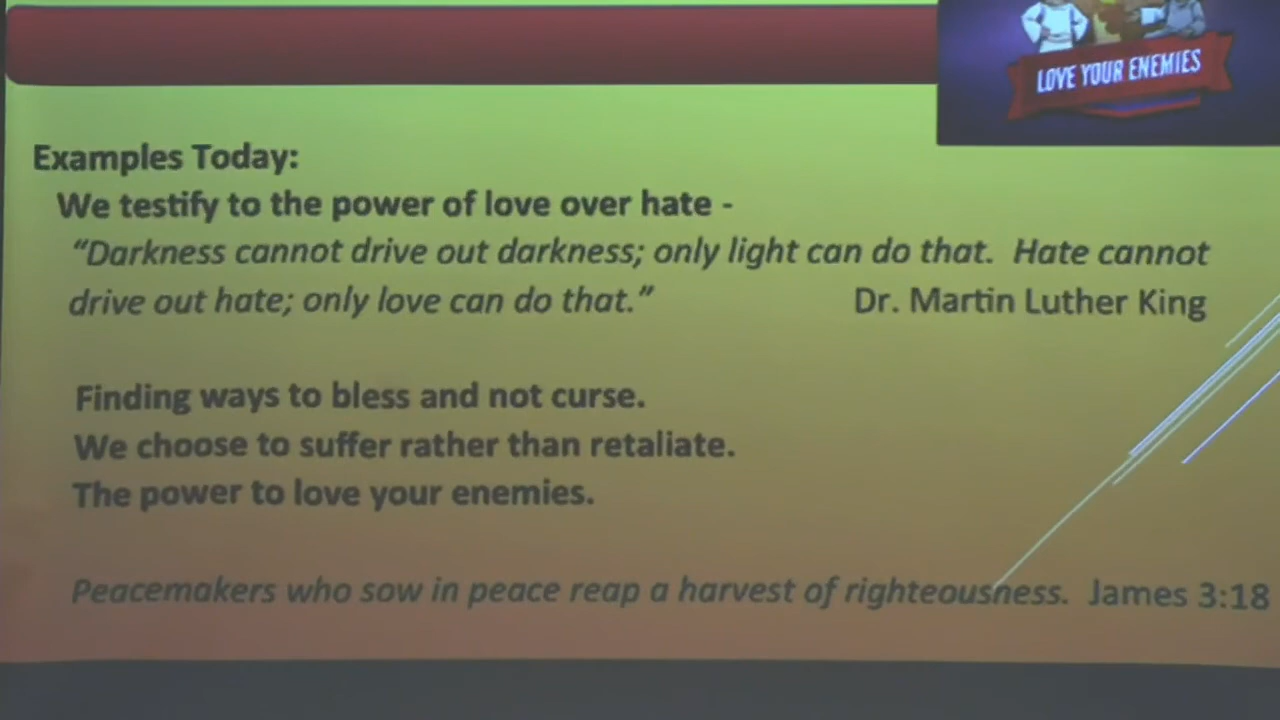 LOVE YOUR ENEMIES
Examples Today:
We testify to the power of love over hate -
“Darkness cannot drive out darkness; only light can do that. Hate cannot
drive out hate; only love can do that.” Dr. Martin Luther King
Finding ways to bless and not curse.
We choose to suffer rather than retaliate.
The power to love your enemies.
Peacemakers who sow in peace reap a harvest of righteousness. James 3:18